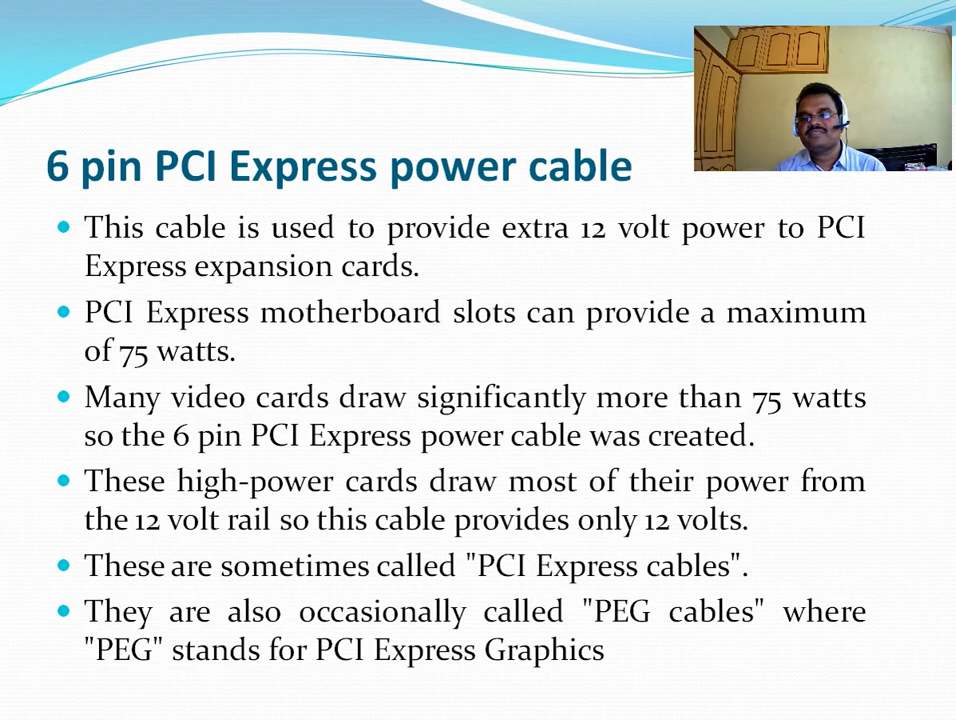 6 pin PCI Express power cable
This cable is used to provide extra 12 volt power to PCI
Express expansion cards.
PCI Express motherboard slots can provide a maximum
of 75 watts.
Many video cards draw significantly more than 75 watts
so the 6 pin PCI Express power cable was created.
These high-power cards draw most of their power from
the 12 volt rail so this cable provides only 12 volts.
These are sometimes called "PCI Express cables".
They are also occasionally called "PEG cables" where
"PEG" stands for PCI Express Graphics